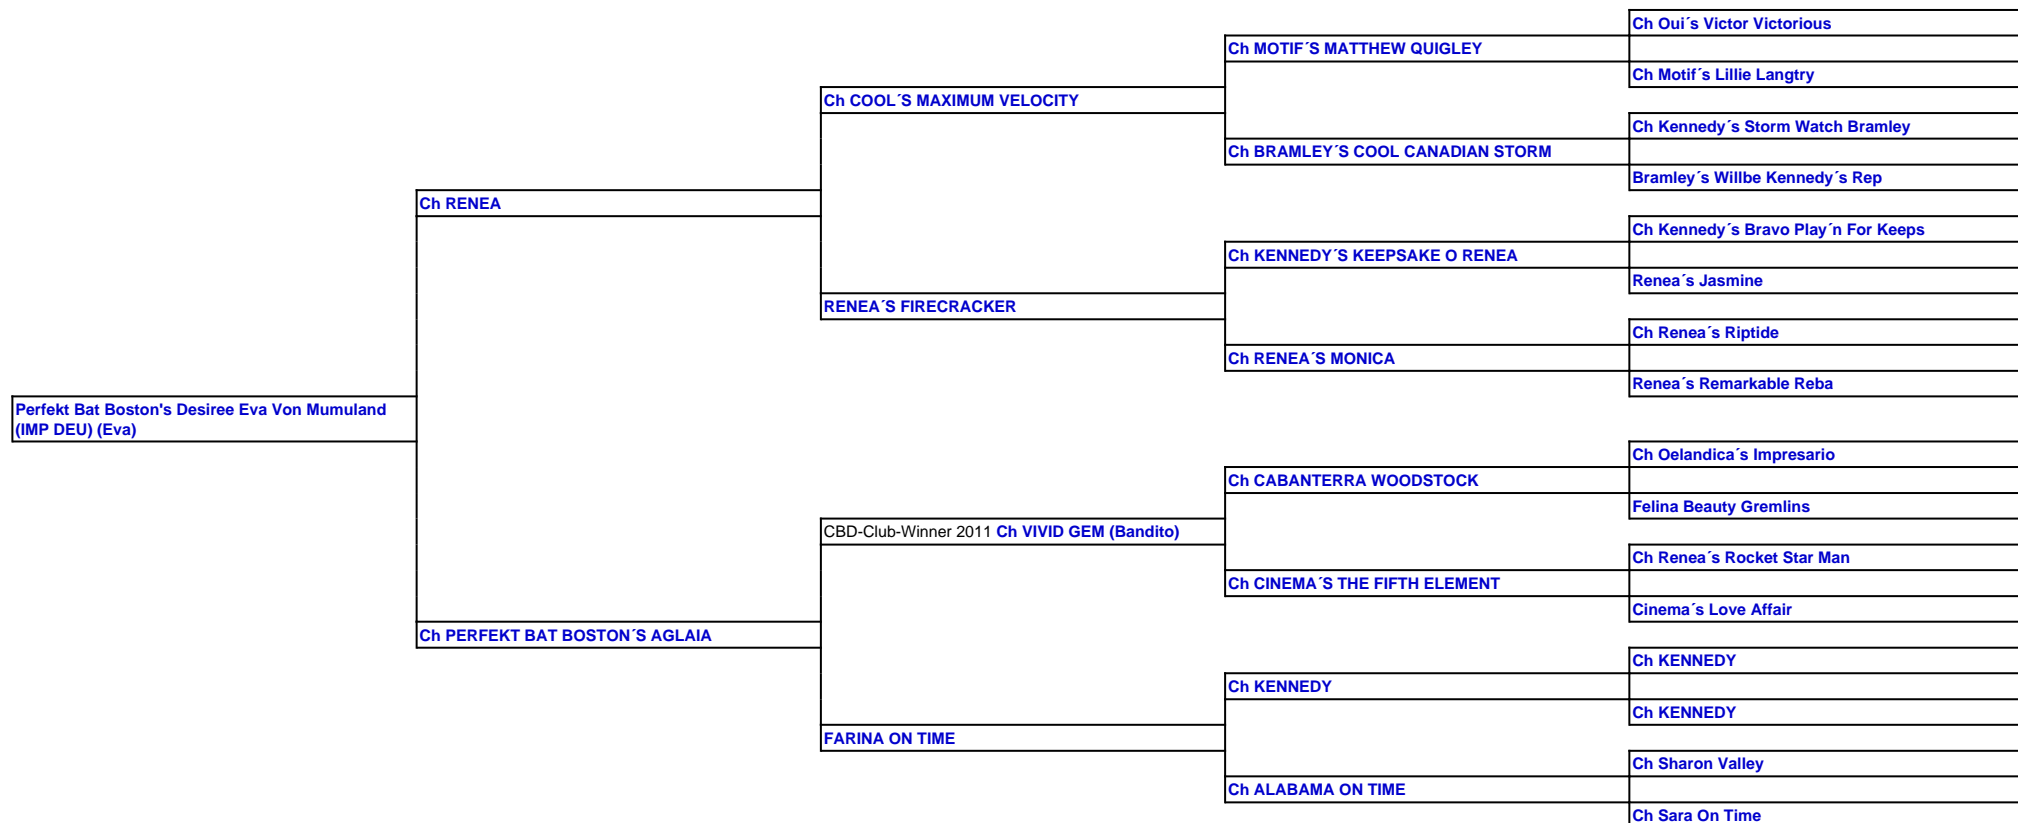 Ch Oui´s Victor Victorious
Ch MOTIF´S MATTHEW QUIGLEY
Ch Motif´s Lillie Langtry
Ch COOL´S MAXIMUM VELOCITY
Ch Kennedy´s Storm Watch Bramley
Ch BRAMLEY´S COOL CANADIAN STORM
Bramley´s Willbe Kennedy´s Rep
Ch RENEA
Ch Kennedy´s Bravo Play´n For Keeps
Ch KENNEDY´S KEEPSAKE O RENEA
Renea´s Jasmine
RENEA´S FIRECRACKER
Ch Renea´s Riptide
Ch RENEA´S MONICA
Renea´s Remarkable Reba
Perfekt Bat Boston's Desiree Eva Von Mumuland
(IMP DEU) (Eva)
Ch Oelandica´s Impresario
Ch CABANTERRA WOODSTOCK
Felina Beauty Gremlins
CBD-Club-Winner 2011 Ch VIVID GEM (Bandito)
Ch Renea´s Rocket Star Man
Ch CINEMA´S THE FIFTH ELEMENT
Cinema´s Love Affair
Ch PERFEKT BAT BOSTON´S AGLAIA
Ch KENNEDY
Ch KENNEDY
Ch KENNEDY
FARINA ON TIME
Ch Sharon Valley
Ch ALABAMA ON TIME
Ch Sara On Time